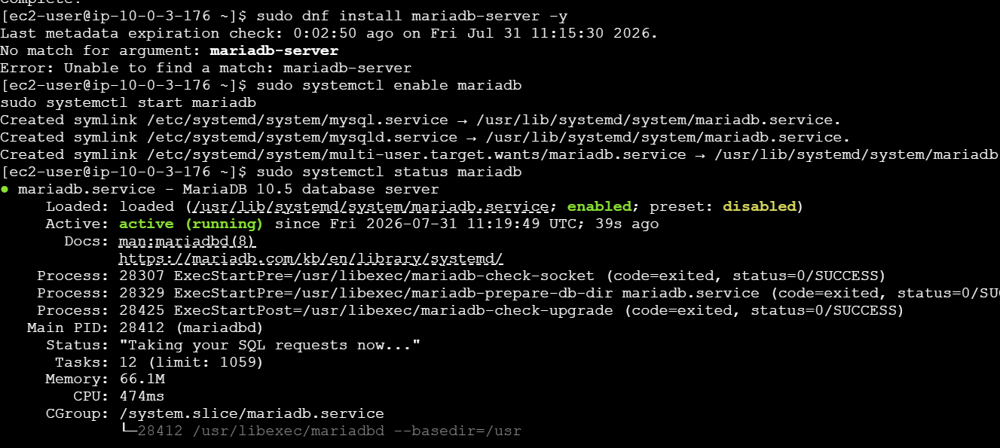 Complete!
[ec2-user@ip-10-0-3-176 ~]$ sudo dnf install mariadb-server -y
Last metadata expiration check: 0:02:50 ago on Fri Jul 31 11:15:30 2026.
No match for argument: mariadb-server
Error: Unable to find a match: mariadb-server
[ec2-user@ip-10-0-3-176 ~]$ sudo systemctl enable mariadb
sudo systemctl start mariadb
Created symlink /etc/systemd/system/mysql.service → /usr/lib/systemd/system/mariadb.service.
Created symlink /etc/systemd/system/mysqld.service → /usr/lib/systemd/system/mariadb.service.
Created symlink /etc/systemd/system/multi-user.target.wants/mariadb.service → /usr/lib/systemd/system/mariadb
[ec2-user@ip-10-0-3-176 ~]$ sudo systemctl status mariadb
● mariadb.service - MariaDB 10.5 database server
Loaded: loaded (/usr/lib/systemd/system/mariadb.service; enabled; preset: disabled)
Active: active (running) since Fri 2026-07-31 11:19:49 UTC; 39s ago
Docs: man:mariadbd(8)
https://mariadb.com/kb/en/library/systemd/
Process: 28307 ExecStartPre=/usr/libexec/mariadb-check-socket (code=exited, status=0/SUCCESS)
Process: 28329 ExecStartPre=/usr/libexec/mariadb-prepare-db-dir mariadb.service (code=exited, status=0/SU
Process: 28425 ExecStartPost=/usr/libexec/mariadb-check-upgrade (code=exited, status=0/SUCCESS)
Main PID: 28412 (mariadbd)
Status: "Taking your SQL requests now..."
Tasks: 12 (limit: 1059)
Memory: 66.1M
CPU: 474ms
CGroup: /system.slice/mariadb.service
└─28412 /usr/libexec/mariadbd --basedir=/usr